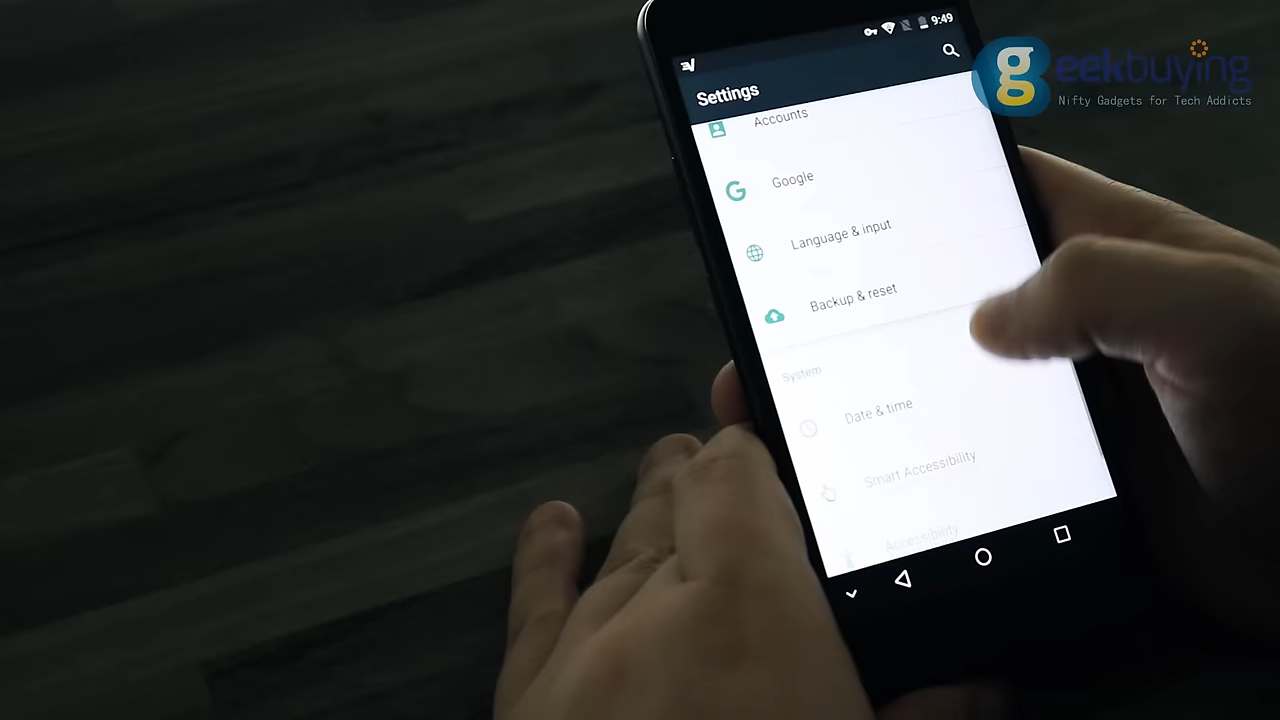 9:49
Settings
geekbuying
Nifty Gadgets for Tech Addicts
Accounts
Google
Language & input
Backup & reset
System
Date & time
Smart Accessibility
Accessibility